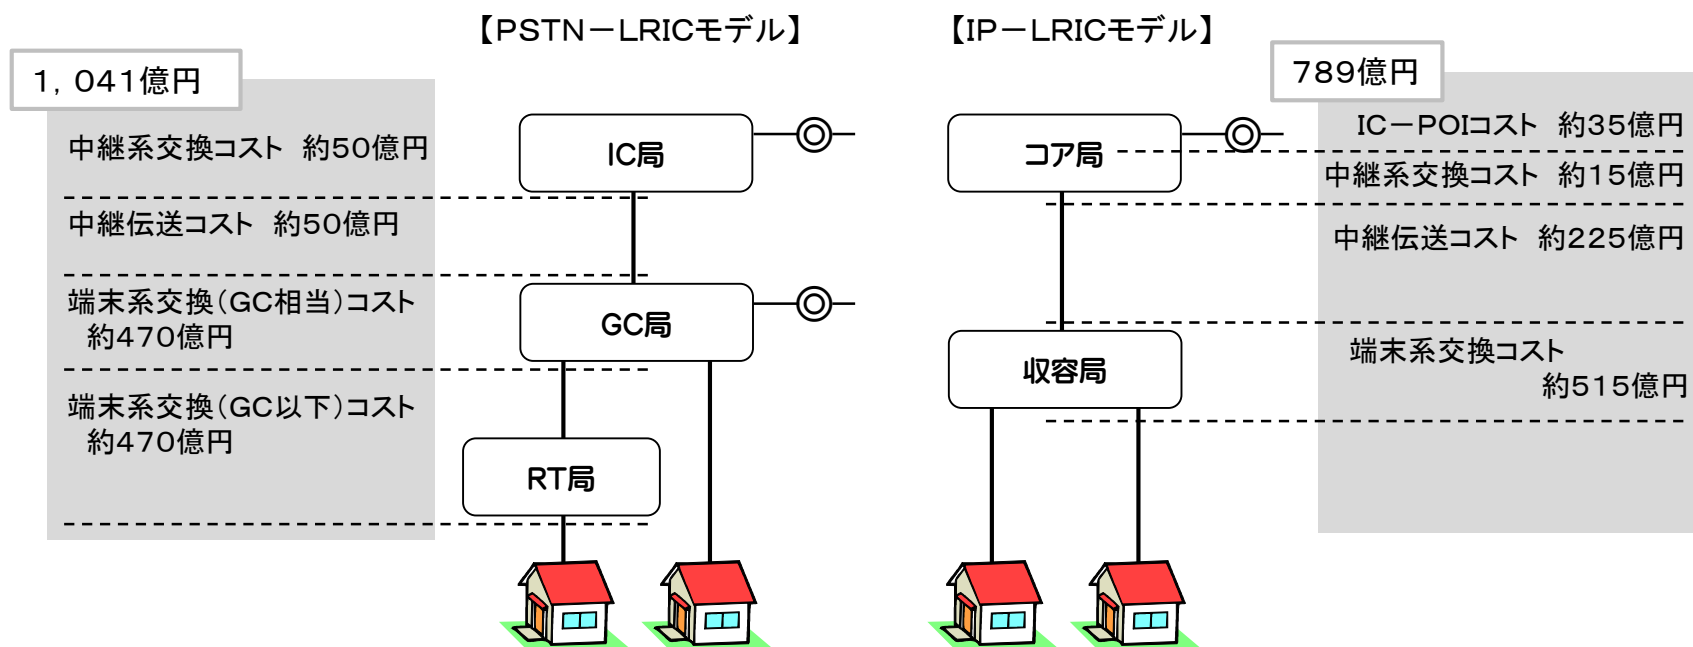 【PSTN－LRICモデル】
1，041億円
中継系交換コスト　約50億円
中継伝送コスト　約50億円
端末系交換（GC相当）コスト
約470億円
端末系交換（GC以下）コスト
約470億円
IC局
GC局
RT局
【IP－LRICモデル】
789億円
コア局
収容局
IC－POIコスト　約35億円
中継系交換コスト　約15億円
中継伝送コスト　約225億円
端末系交換コスト
約515億円